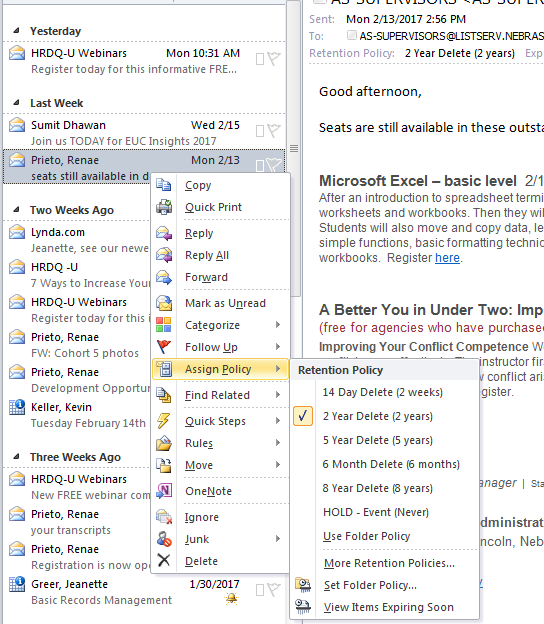 Yesterday
HRDQ-U Webinars Mon 10:31 AM
Register today for this informative FRE...
Last Week
Sumit Dhawan Wed 2/15
Join us TODAY for EUC Insights 2017
Prieto, Renae Mon 2/13
seats still available in d
Two Weeks Ago
Lynda.com
Jeanette, see our newe
HRDQ -U
7 Ways to Increase Your
HRDQ-U Webinars
Register today for this
Prieto, Renae
FW: Cohort 5 photos
Prieto, Renae
Development Opportun
Keller, Kevin
Tuesday February 14th
Three Weeks Ago
HRDQ-U Webinars
New FREE webinar com
Prieto, Renae
your transcripts
Prieto, Renae
Registration is now ope
Greer, Jeanette 1/30/2017
Basic Records Management
Copy
Quick Print
Reply
Reply All
Forward
Mark as Unread
Categorize
Follow Up
Assign Policy
Find Related
Quick Steps
Rules
Move
OneNote
Ignore
Junk
Delete
Retention Policy
14 Day Delete (2 weeks)
2 Year Delete (2 years)
5 Year Delete (5 years)
6 Month Delete (6 months)
8 Year Delete (8 years)
HOLD - Event (Never)
Use Folder Policy
More Retention Policies...
Set Folder Policy...
View Items Expiring Soon
AS-SUPERVISORS <AS-SUPER
Sent: Mon 2/13/2017 2:56 PM
To: AS-SUPERVISORS@LISTSERV.NEBRAS
Retention Policy: 2 Year Delete (2 years) Exp
Good afternoon,
Seats are still available in these outsta
Microsoft Excel – basic level 2/1
After an introduction to spreadsheet termi
worksheets and workbooks. Then they wil
Students will also move and copy data, le
simple functions, basic formatting techniq
workbooks. Register here.
A Better You in Under Two: Imp
(free for agencies who have purchase
Improving Your Conflict Competence W
The instructor fir
w conflict ari
gister.
anager | Sta
administrat
ncoln, Neb